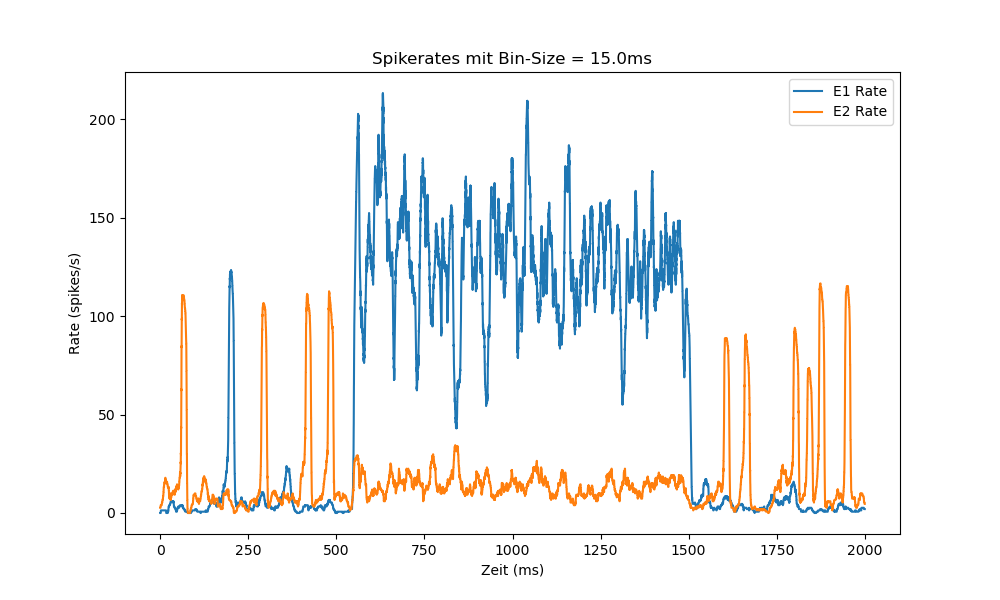 Spikerates mit Bin-Size = 15.0ms
E1 Rate
E2 Rate
Rate (spikes/s)
200
150
100
50
0
0 250 500 750 1000 1250 1500 1750 2000
Zeit (ms)